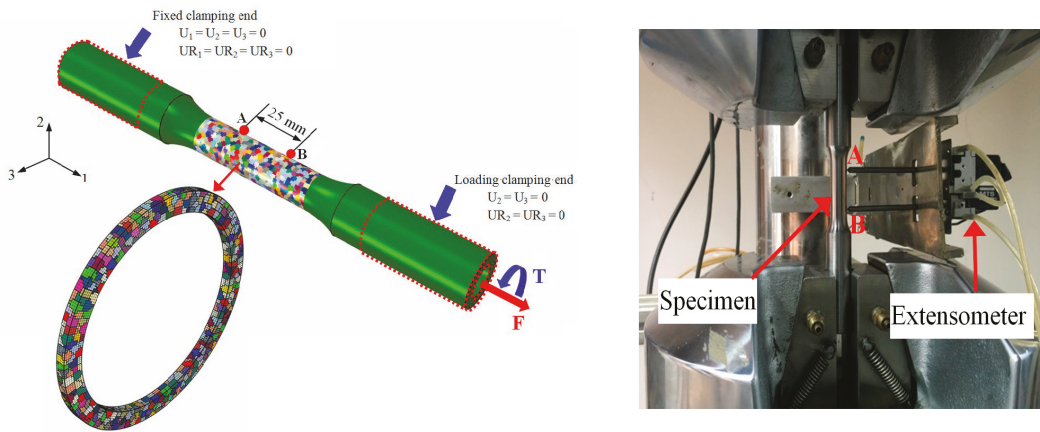 Fixed clamping end
U₁ = U₂ = U₃ = 0
UR₁ = UR₂ = UR₃ = 0
A
25 mm
B
2
3
1
Loading·clamping·end
U₂ = U₃ = 0
UR₂ = UR₃ = 0
T
F
A
B
Specimen
Extensometer